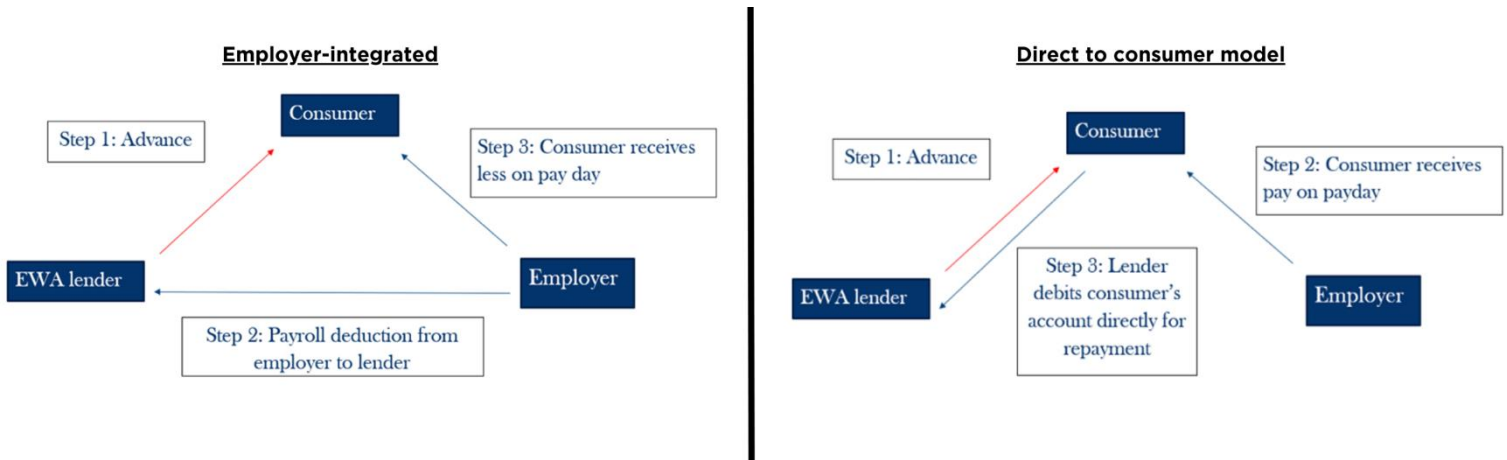 Employer-integrated
Consumer
Step 1: Advance
Step 3: Consumer receives
less on pay day
EWA lender
Employer
Step 2: Payroll deduction from
employer to lender
Direct to consumer model
Consumer
Step 1: Advance
Step 2: Consumer receives
pay on payday
Step 3: Lender
debits consumer's
account directly for
repayment
EWA lender
Employer